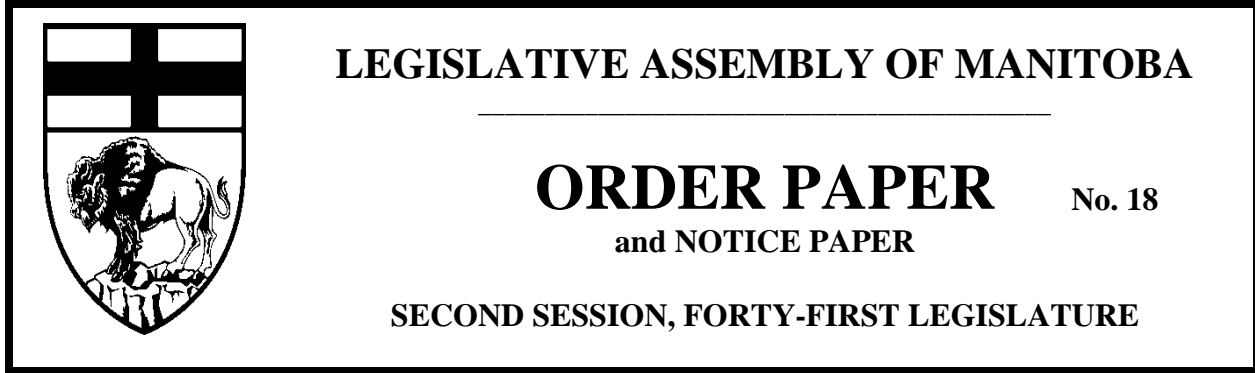 LEGISLATIVE ASSEMBLY OF MANITOBA
ORDER PAPER No. 18
and NOTICE PAPER
SECOND SESSION, FORTY-FIRST LEGISLATURE